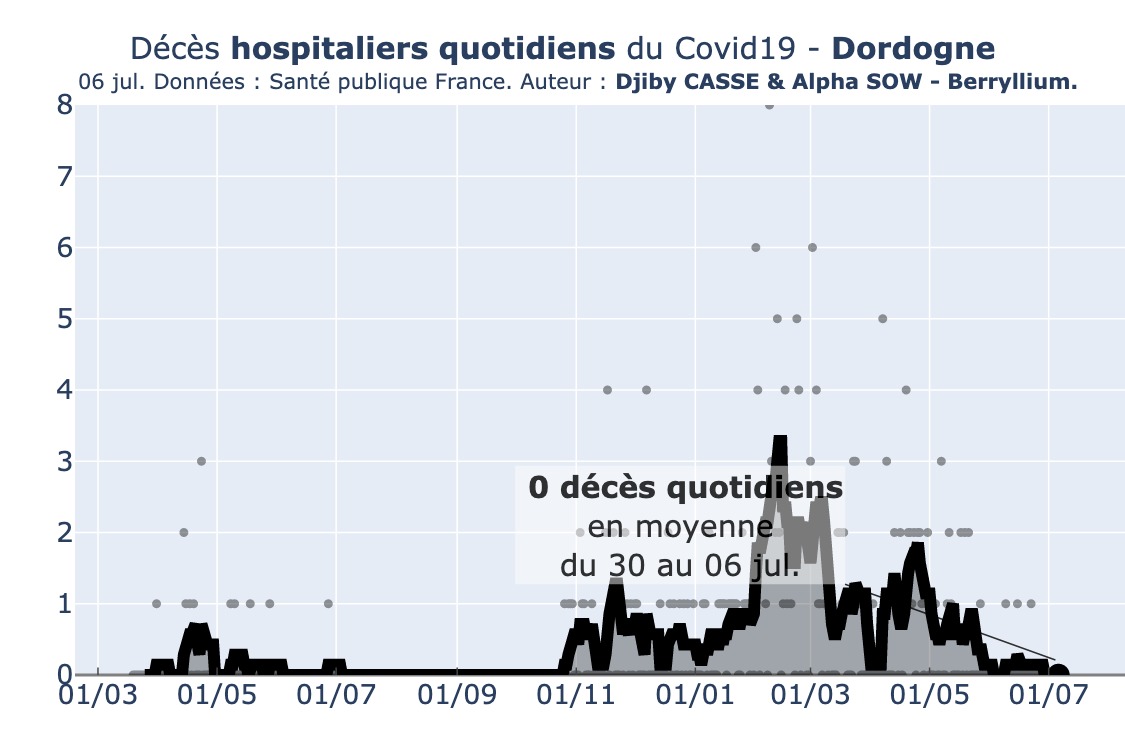 Décès hospitaliers quotidiens du Covid19 - Dordogne
06 jul. Données : Santé publique France. Auteur : Djiby CASSE & Alpha SOW - Berryllium.
8
7
6
5
4
3
0 décès quotidiens
en moyenne
2
du 30 au 06 jul.
1
0
01/03 01/05 01/07 01/09 01/11 01/01 01/03 01/05 01/07